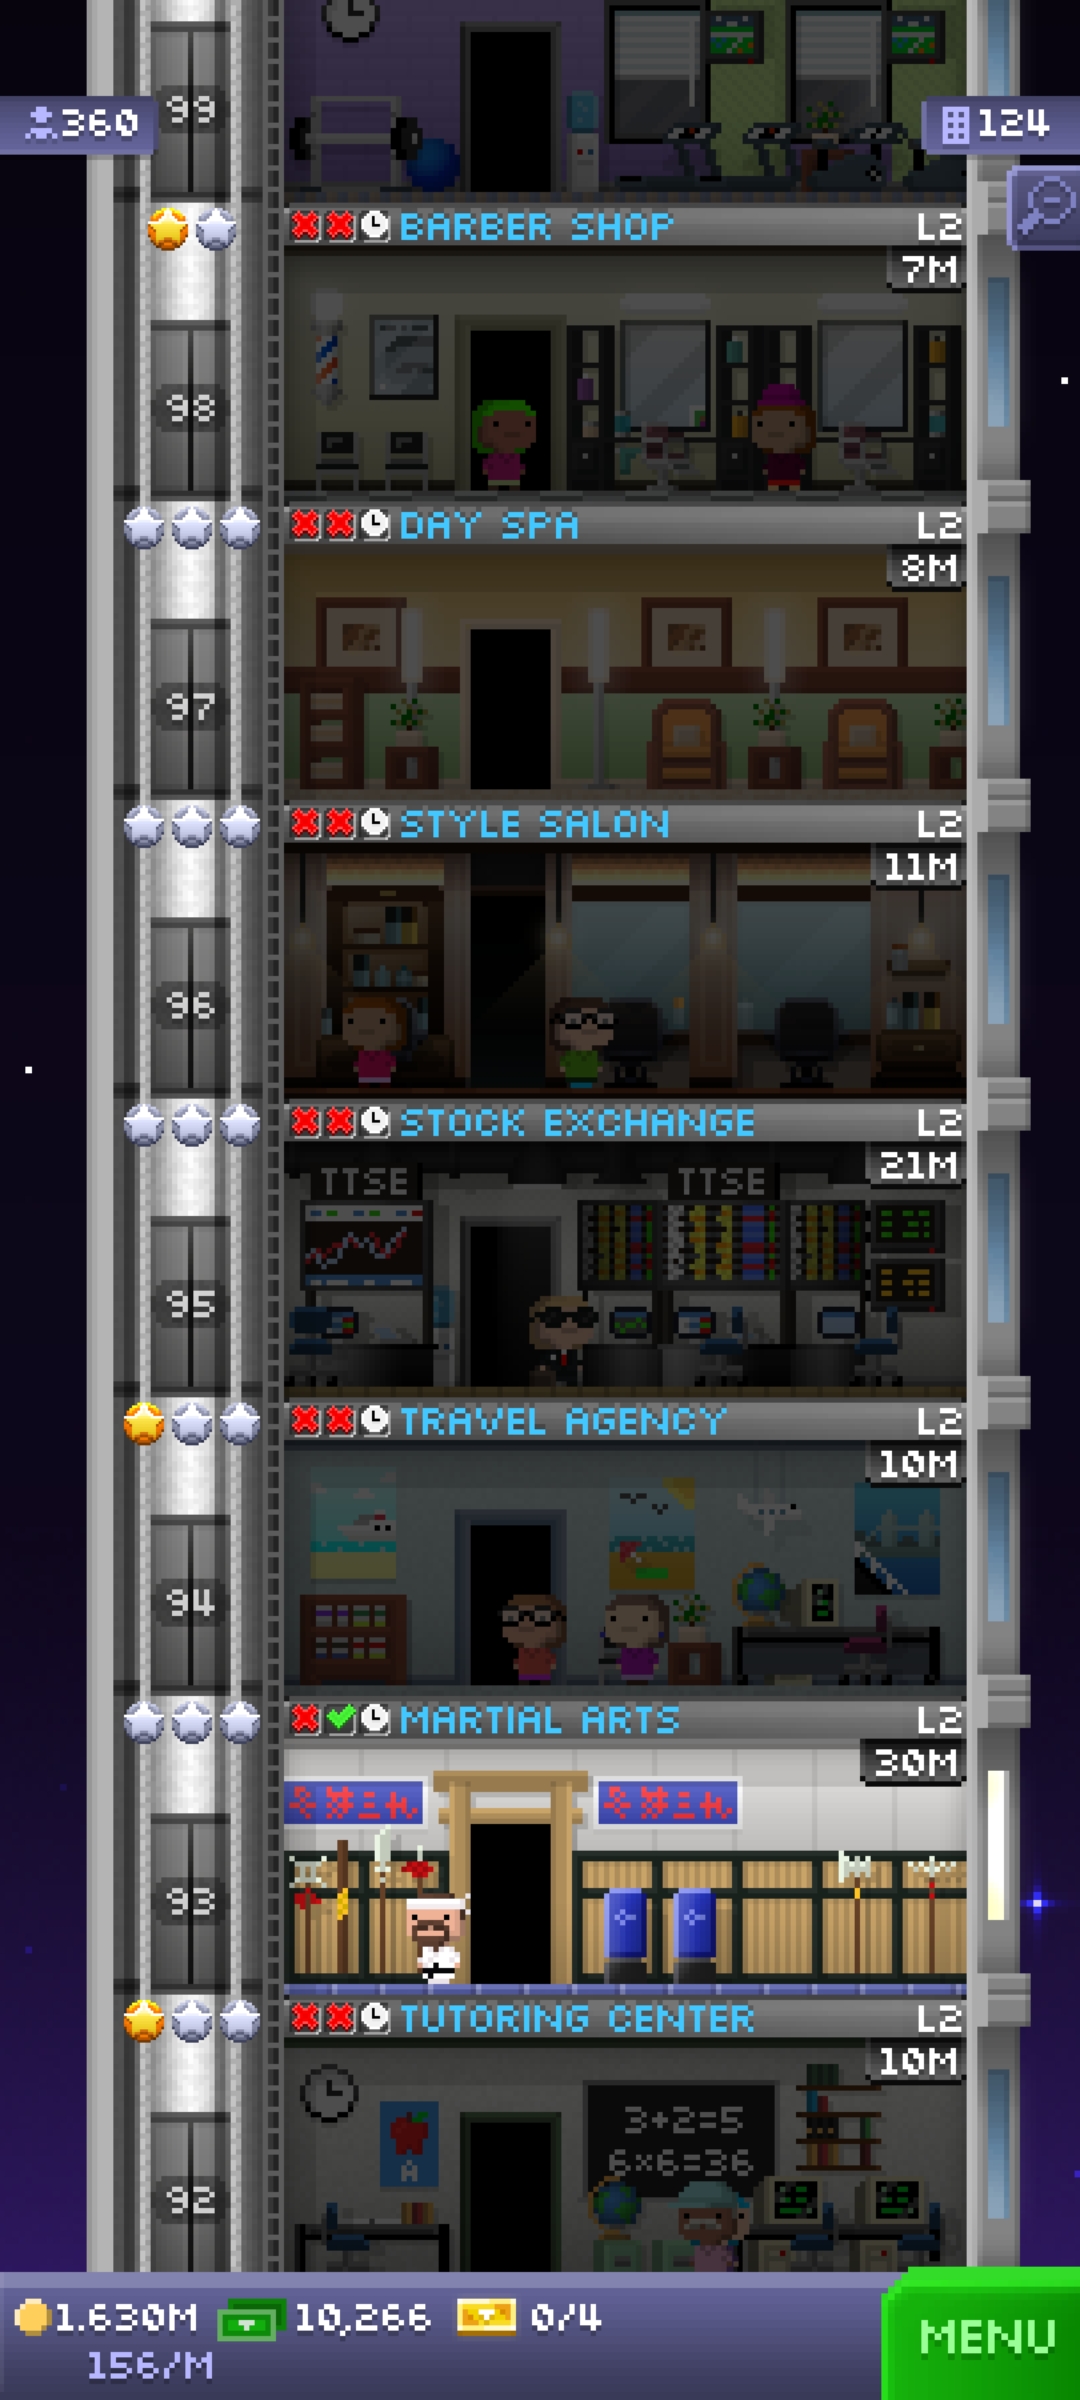 99
360
124
BARBER SHOP L2
7M
98
DAY SPA L2
8M
97
STYLE SALON L2
11M
96
STOCK EXCHANGE L2
21M
TTSE TTSE
95
TRAVEL AGENCY L2
10M
94
MARTIAL ARTS L2
30M
93
TUTORING CENTER L2
10M
3+2=5
6×6=36
A
92
1.630M 10,266 0/4
156/M
MENU